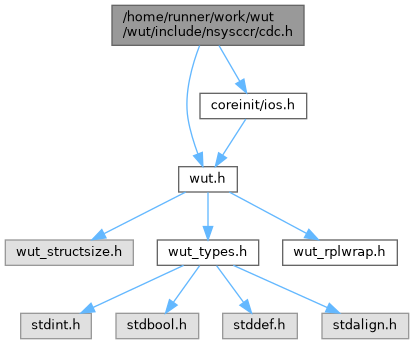 /home/runner/work/wut
/wut/include/nsysccr/cdc.h
coreinit/ios.h
wut.h
wut_structsize.h
wut_types.h
wut_rplwrap.h
stdint.h
stdbool.h
stddef.h
stdalign.h